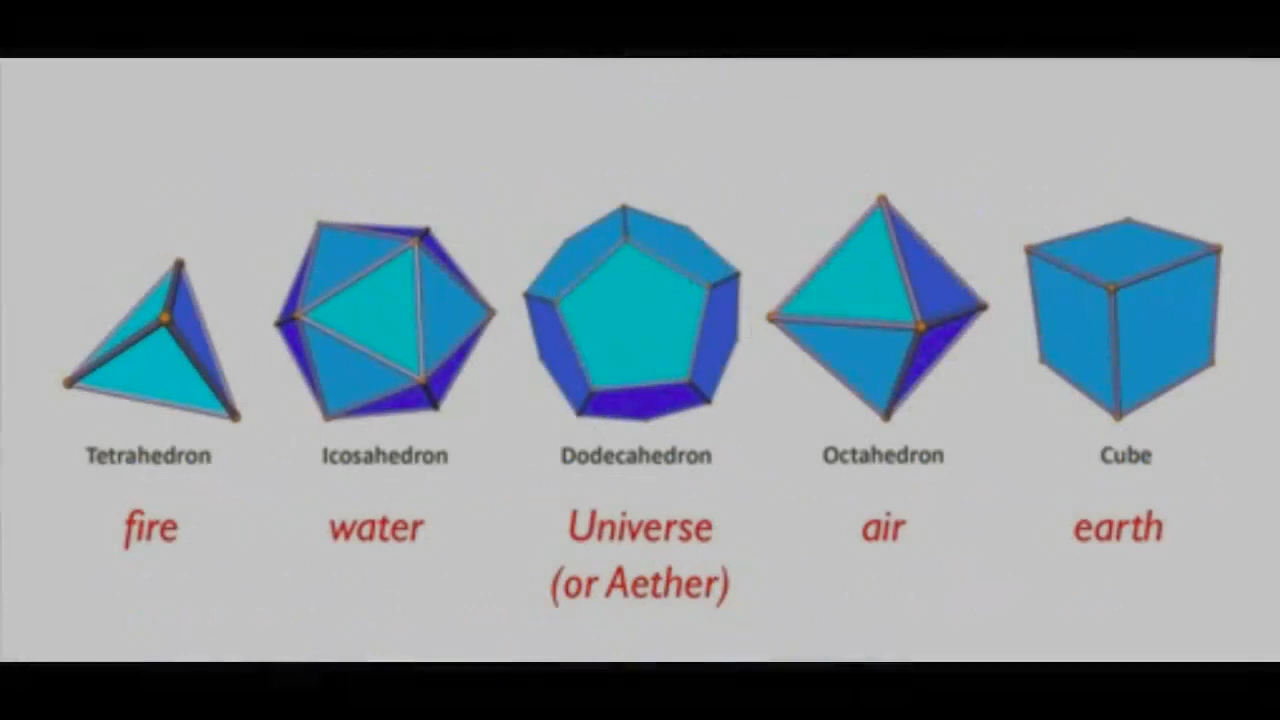 Tetrahedron Icosahedron Dodecahedron Octahedron Cube
fire water Universe air earth
(or Aether)